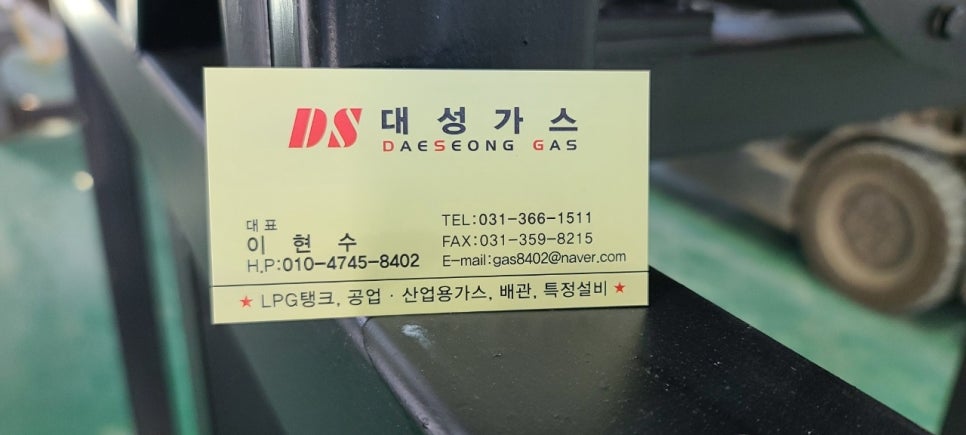 DS 대성가스
DAESEONG GAS
대표
이현수
H.P:010-4745-8402
TEL:031-366-1511
FAX:031-359-8215
E-mail:gas8402@naver.com
★ LPG탱크, 공업 · 산업용가스, 배관, 특정설비 ★